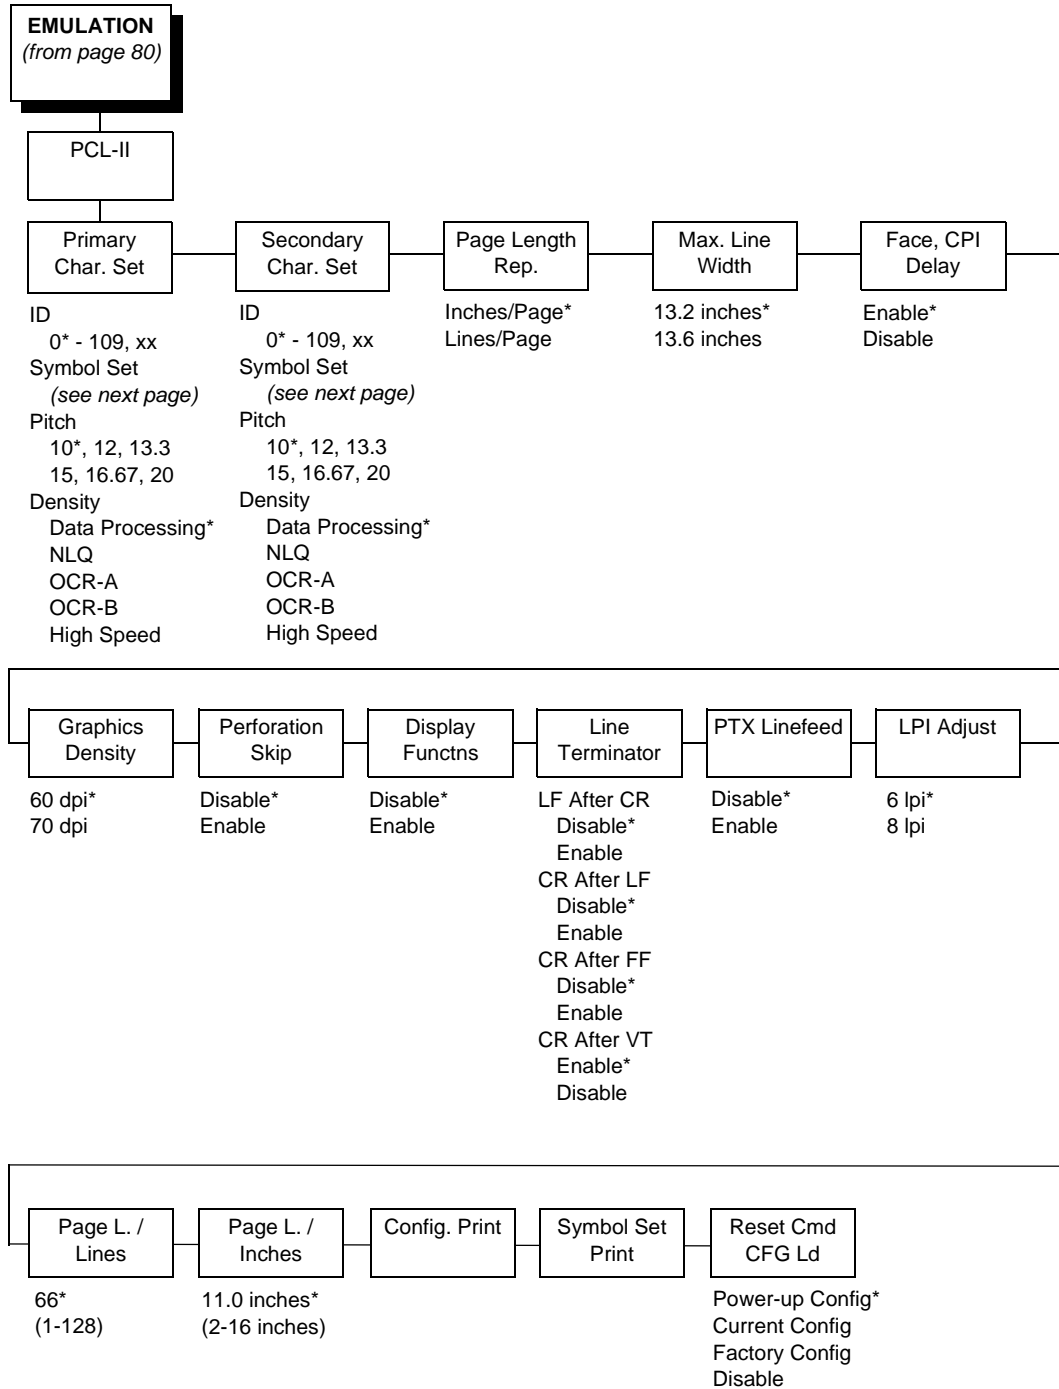 EMULATION
(from page 80)
PCL-II
Primary
Char. Set
ID
0* - 109, xx
Symbol Set
(see next page)
Pitch
10*, 12, 13.3
15, 16.67, 20
Density
Data Processing*
NLQ
OCR-A
OCR-B
High Speed
Secondary
Char. Set
ID
0* - 109, xx
Symbol Set
(see next page)
Pitch
10*, 12, 13.3
15, 16.67, 20
Density
Data Processing*
NLQ
OCR-A
OCR-B
High Speed
Page Length
Rep.
Inches/Page*
Lines/Page
Max. Line
Width
13.2 inches*
13.6 inches
Face, CPI
Delay
Enable*
Disable
Graphics
Density
60 dpi*
70 dpi
Perforation
Skip
Disable*
Enable
Display
Functns
Disable*
Enable
Line
Terminator
LF After CR
Disable*
Enable
CR After LF
Disable*
Enable
CR After FF
Disable*
Enable
CR After VT
Enable*
Disable
PTX Linefeed
Disable*
Enable
LPI Adjust
6 lpi*
8 lpi
Page L. /
Lines
66*
(1-128)
Page L. /
Inches
11.0 inches*
(2-16 inches)
Config. Print
Symbol Set
Print
Reset Cmd
CFG Ld
Power-up Config*
Current Config
Factory Config
Disable